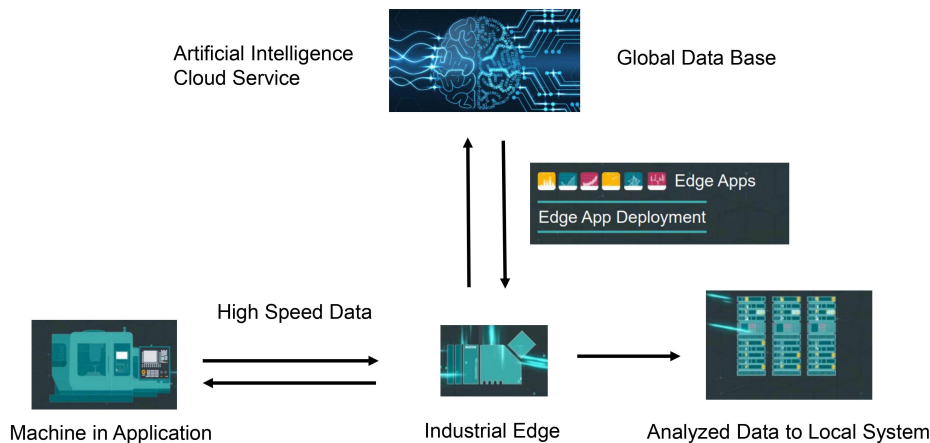 Artificial Intelligence
Cloud Service
Global Data Base
Edge Apps
Edge App Deployment
High Speed Data
Machine in Application
Industrial Edge
Analyzed Data to Local System